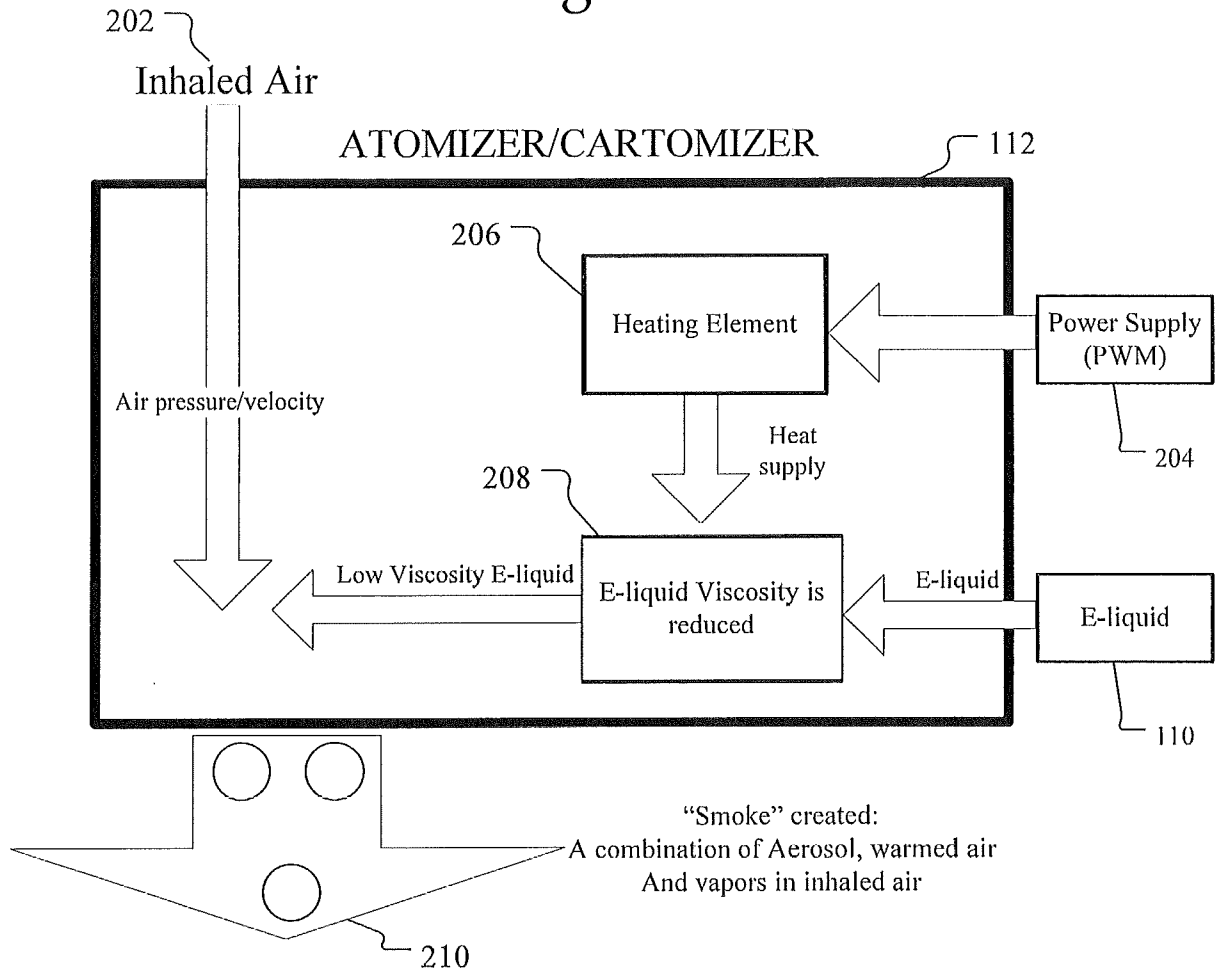 202
Inhaled Air
ATOMIZER/CARTOMIZER
112
206
Heating Element
Power Supply
(PWM)
Air pressure/velocity
Heat
supply
204
208
Low Viscosity E-liquid
E-liquid Viscosity is
reduced
E-liquid
E-liquid
110
“Smoke” created:
A combination of Aerosol, warmed air
And vapors in inhaled air
210